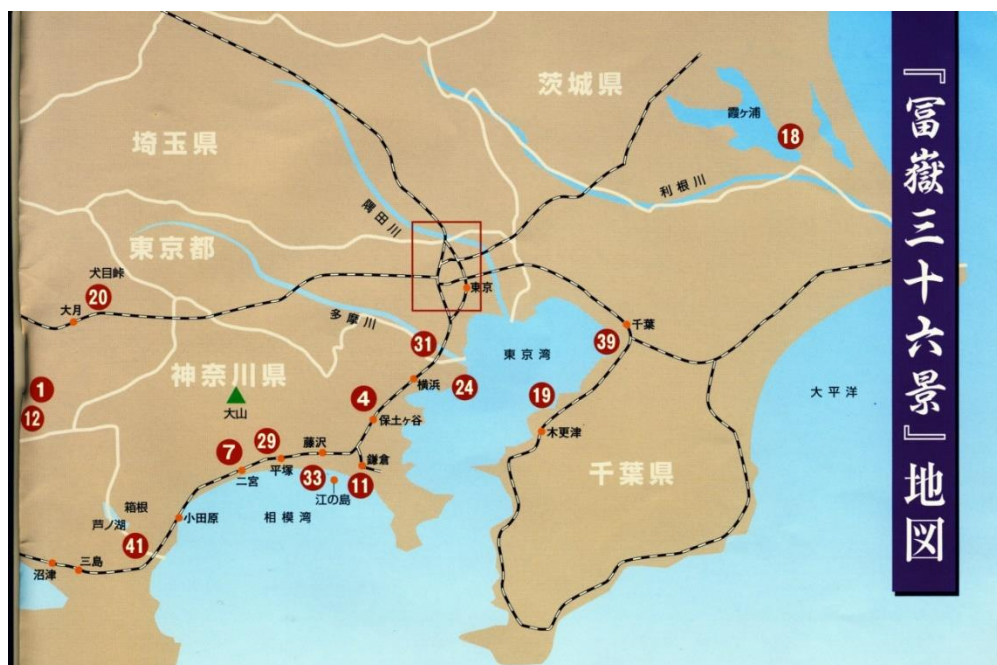 『冨嶽三十六景』地図
茨城県
霞ヶ浦
18
埼玉県
利根川
隅田川
東京都
犬目峠
20
大月
東京
多摩川
31
千葉
39
東京湾
神奈川県
大山
横浜
24
19
大平洋
1
12
4
保土ヶ谷
木更津
藤沢
29
7
平塚
鎌倉
千葉県
二宮
33
11
江の島
箱根
芦ノ湖
小田原
相模湾
41
三島
沼津